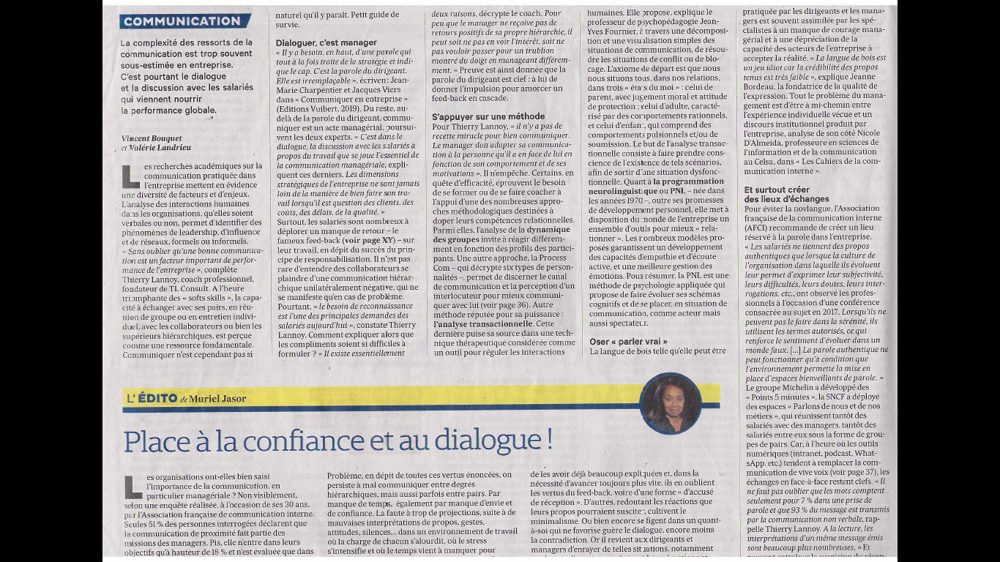 COMMUNICATION
La complexité des ressorts de la
communication est trop souvent
sous-estimée en entreprise.
C'est pourtant le dialogue
et la discussion avec les salariés
qui viennent nourrir
la performance globale.
Vincent Bouquet
et Valérie Landrieu
Les recherches académiques sur la
communication pratiquée dans
l'entreprise mettent en évidence
une diversité de facteurs et d'enjeux.
L'analyse des interactions humaines
dans les organisations, qu'elles soient
verbales ou non, permet d'identifier des
phénomènes de leadership, d'influence
et de réseaux, formels ou informels.
« Sans oublier qu'une bonne communica-
tion est un facteur important de perfor-
mance de l'entreprise », complète
Thierry Lannoy, coach professionnel,
fondateur de TL Consult. A l'heure
triomphante des « softs skills », la capa-
cité à échanger avec ses pairs, en réu-
nion de groupe ou en entretien indivi-
duel, avec les collaborateurs ou bien les
supérieurs hiérarchiques, est perçue
comme une ressource fondamentale.
Communiquer n'est cependant pas si
naturel qu'il y paraît. Petit guide de
survie.
Dialoguer, c'est manager
« Il y a besoin, en haut, d'une parole qui
tout à la fois traite de la stratégie et indi-
que le cap. C'est la parole du dirigeant.
Elle est irremplaçable », écrivent Jean-
Marie Charpentier et Jacques Viers
dans « Communiquer en entreprise »
(Editions Vuibert, 2019). Du reste, au-
delà de la parole du dirigeant, commu-
niquer est un acte managérial, poursui-
vent les deux experts. « C'est dans le
dialogue, la discussion avec les salariés à
propos du travail que se joue l'essentiel de
la communication managériale, expli-
quent ces derniers. Les dimensions
stratégiques de l'entreprise ne sont jamais
loin de la manière de bien faire son tra-
vail lorsqu'il est question des clients, des
coûts, des délais, de la qualité. »
Surtout, les salariés sont nombreux à
déplorer un manque de retour – le
fameux feed-back (voir page XY) – sur
leur travail, en dépit du succès du prin-
cipe de responsabilisation. Il n'est pas
rare d'entendre des collaborateurs se
plaindre d'une communication hiérar-
chique unilatéralement négative, qui ne
se manifeste qu'en cas de problème.
Pourtant, « le besoin de reconnaissance
est l'une des principales demandes des
salariés aujourd'hui », constate Thierry
Lannoy. Comment expliquer alors que
les compliments soient si difficiles à
formuler ? « Il existe essentiellement
deux raisons, décrypte le coach. Pour
peu que le manager ne reçoive pas de
retours positifs de sa propre hiérarchie, il
peut soit ne pas en voir l'intérêt, soit ne
pas vouloir passer pour un trublion
montré du doigt en manageant différem-
ment. » Preuve est ainsi donnée que la
parole du dirigeant est clef : à lui de
donner l'impulsion pour amorcer un
feed-back en cascade.
S'appuyer sur une méthode
Pour Thierry Lannoy, « il n'y a pas de
recette miracle pour bien communiquer.
Le manager doit adapter sa communica-
tion à la personne qu'il a en face de lui en
fonction de son comportement et de ses
motivations ». Il n'empêche. Certains, en
quête d'efficacité, éprouvent le besoin
de se former ou de se faire coacher à
l'appui d'une des nombreuses appro-
ches méthodologiques destinées à
doper leurs compétences relationnelles.
Parmi elles, l'analyse de la dynamique
des groupes invite à réagir différem-
ment en fonction des profils des partici-
pants. Une autre approche, la Process
Com – qui décrypte six types de person-
nalités –, permet de discerner le canal
de communication et la perception d'un
interlocuteur pour mieux communi-
quer avec lui (voir page 36). Autre
méthode réputée pour sa puissance :
l'analyse transactionnelle. Cette
dernière puise sa source dans une tech-
nique thérapeutique considérée comme
un outil pour réguler les interactions
humaines. Elle propose, explique le
professeur de psychopédagogie Jean-
Yves Fournier, à travers une décomposi-
tion et une visualisation simples des
situations de communication, de résou-
dre les situations de conflit ou de blo-
cage. L'axiome de départ est que nous
nous situons tous, dans nos relations,
dans trois « états du moi » : celui de
parent, avec jugement moral et attitude
de protection ; celui d'adulte, caracté-
risé par des comportements rationnels,
et celui d'enfant, qui comprend des
comportements pulsionnels et/ou de
soumission. Le but de l'analyse transac-
tionnelle consiste à faire prendre cons-
cience de l'existence de tels scénarios,
afin de sortir d'une situation dysfonc-
tionnelle. Quant à la programmation
neurolinguistique ou PNL – née dans
les années 1970 –, outre ses promesses
de développement personnel, elle met à
disposition du monde de l'entreprise un
ensemble d'outils pour mieux « rela-
tionner ». Les nombreux modèles pro-
posés garantissent un développement
des capacités d'empathie et d'écoute
active, et une meilleure gestion des
émotions. Pour résumer, la PNL est une
méthode de psychologie appliquée qui
propose de faire évoluer ses schémas
cognitifs et de se placer, en situation de
communication, comme acteur mais
aussi spectateur.
Oser « parler vrai »
La langue de bois telle qu'elle peut être
pratiquée par les dirigeants et les mana-
gers est souvent assimilée par les spé-
cialistes à un manque de courage mana-
gérial et à une dépréciation de la
capacité des acteurs de l'entreprise à
accepter la réalité. « La langue de bois est
un jeu idiot car la crédibilité des propos
tenus est très faible », explique Jeanne
Bordeau, la fondatrice de la qualité de
l'expression. Tout le problème du mana-
gement est d'être à mi-chemin entre
l'expérience individuelle vécue et un
discours institutionnel produit par
l'entreprise, analyse de son côté Nicole
D'Almeida, professeure en sciences de
l'information et de la communication
au Celsa, dans « Les Cahiers de la com-
munication interne ».
Et surtout créer
des lieux d'échanges
Pour éviter la novlangue, l'Association
française de la communication interne
(AFCI) recommande de créer un lieu
réservé à la parole dans l'entreprise.
« Les salariés ne tiennent des propos
authentiques que lorsque la culture de
l'organisation dans laquelle ils évoluent
leur permet d'exprimer leur subjectivité,
leurs difficultés, leurs doutes, leurs inter-
rogations, etc., ont observé les profes-
sionnels à l'occasion d'une conférence
consacrée au sujet en 2017. Lorsqu'ils ne
peuvent pas le faire dans la sérénité, ils
utilisent les termes autorisés, ce qui
renforce le sentiment d'évoluer dans un
monde faux. [...] La parole authentique ne
peut fonctionner qu'à condition que
l'environnement permette la mise en
place d'espaces bienveillants de parole. »
Le groupe Michelin a développé des
« Points 5 minutes », la SNCF a déployé
des espaces « Parlons de nous et de nos
métiers », qui réunissent tantôt des
salariés avec des managers, tantôt des
salariés entre eux sous la forme de grou-
pes de pairs. Car, à l'heure où les outils
numériques (intranet, podcast, What-
sApp, etc.) tendent à remplacer la com-
munication de vive voix (voir page 37), les
échanges en face-à-face restent clefs. « Il
ne faut pas oublier que les mots comptent
seulement pour 7 % dans une prise de
parole et que 93 % du message est transmis
par la communication non verbale, rap-
pelle Thierry Lannoy. A la lecture, les
interprétations d'un même message émis
sont beaucoup plus nombreuses. » Et
L'ÉDITO de Muriel Jasor
Place à la confiance et au dialogue !
Les organisations ont-elles bien saisi
l'importance de la communication, en
particulier managériale ? Non visiblement,
selon une enquête réalisée, à l'occasion de ses 30 ans,
par l'Association française de communication interne.
Seules 51 % des personnes interrogées déclarent que
la communication de proximité fait partie des
missions des managers. Pis, elle n'entre dans leurs
objectifs qu'à hauteur de 18 % et n'est évaluée que dans
Problème, en dépit de toutes ces vertus énoncées, on
persiste à mal communiquer entre degrés
hiérarchiques, mais aussi parfois entre pairs. Par
manque de temps, également par manque d'envie et
de confiance. La faute à trop de projections, suite à de
mauvaises interprétations de propos, gestes,
attitudes, silences... dans un environnement de travail
où la charge de chacun s'alourdit, où le stress
s'intensifie et où le temps vient à manquer pour
de les avoir déjà beaucoup expliquées et, dans la
nécessité d'avancer toujours plus vite, ils en oublient
les vertus du feed-back, voire d'une forme « d'accusé
de réception ». D'autres, redoutant les réactions que
leurs propos pourraient susciter, cultivent le
minimalisme. Ou bien encore se figent dans un quant-
à-soi qui ne favorise guère le dialogue, encore moins
la contradiction. Or il revient aux dirigeants et
managers d'enrayer de telles situations, notamment